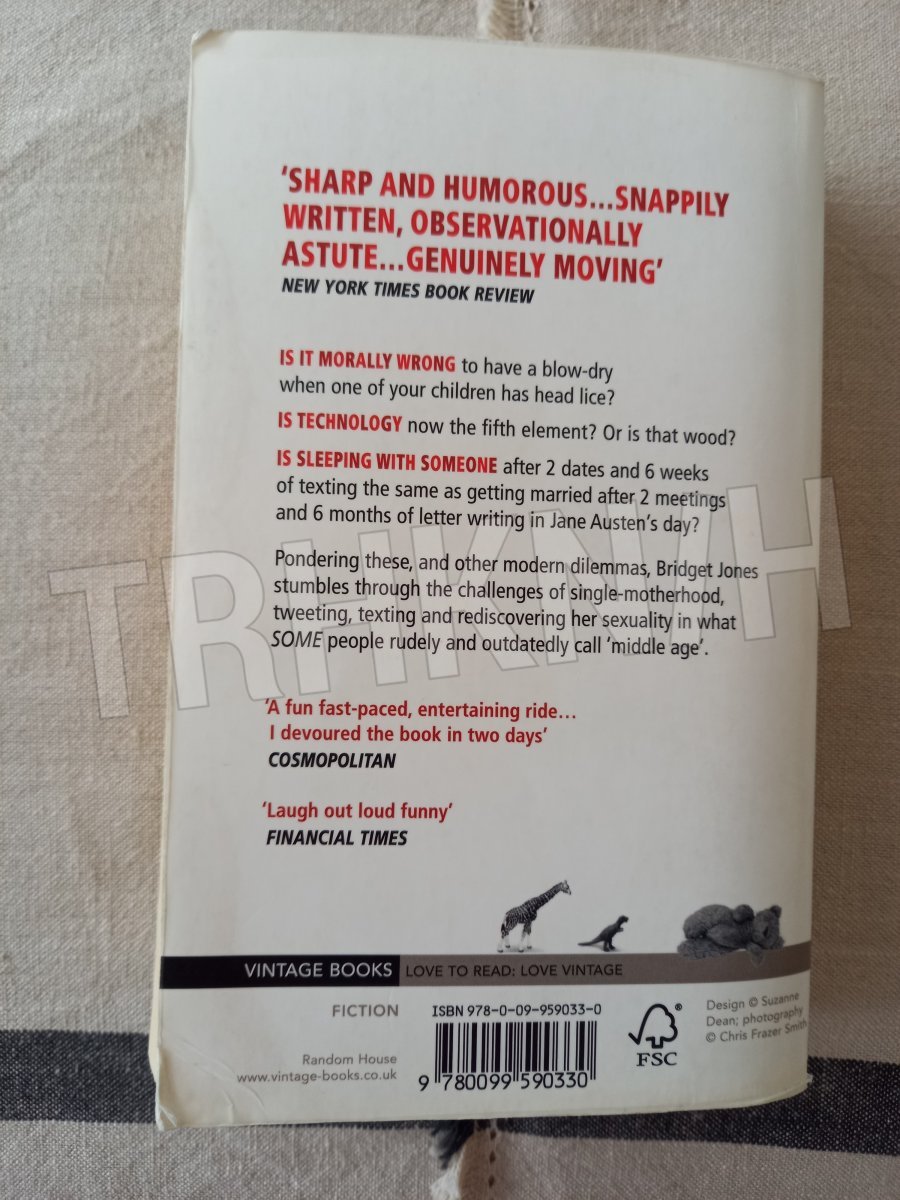 ‘SHARP AND HUMOROUS...SNAPPILY
WRITTEN, OBSERVATIONALLY
ASTUTE...GENUINELY MOVING’
NEW YORK TIMES BOOK REVIEW
IS IT MORALLY WRONG to have a blow-dry
when one of your children has head lice?
IS TECHNOLOGY now the fifth element? Or is that wood?
IS SLEEPING WITH SOMEONE after 2 dates and 6 weeks
of texting the same as getting married after 2 meetings
and 6 months of letter writing in Jane Austen’s day?
Pondering these, and other modern dilemmas, Bridget Jones
stumbles through the challenges of single-motherhood,
tweeting, texting and rediscovering her sexuality in what
SOME people rudely and outdatedly call ‘middle age’.
‘A fun fast-paced, entertaining ride...
I devoured the book in two days’
COSMOPOLITAN
‘Laugh out loud funny’
FINANCIAL TIMES
VINTAGE BOOKS LOVE TO READ: LOVE VINTAGE
FICTION
ISBN 978-0-09-959033-0
Random House
www.vintage-books.co.uk
9 780099 590330
® FSC
Design © Suzanne
Dean; photography
© Chris Frazer Smith